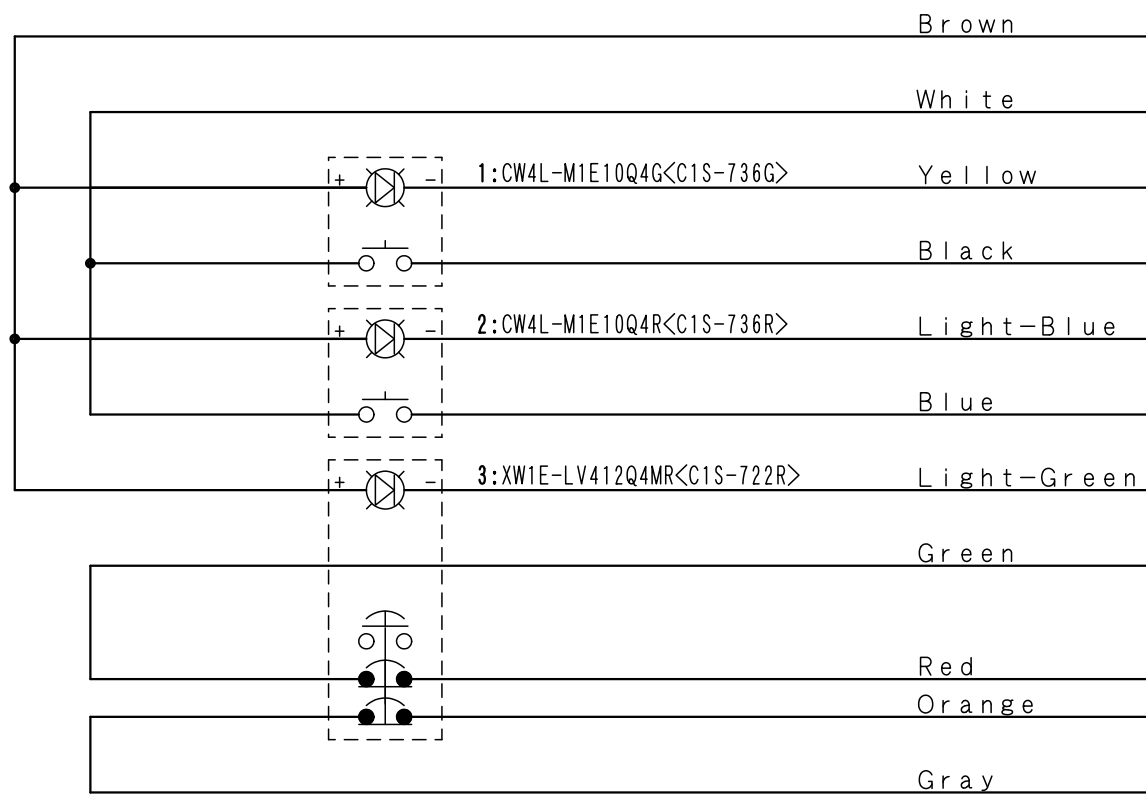 Brown
White
+ - 1:CW4L-M1E10Q4G<C1S-736G> Yellow
Black
+ - 2:CW4L-M1E10Q4R<C1S-736R> Light-Blue
Blue
+ - 3:XW1E-LV412Q4MR<C1S-722R> Light-Green
Green
Red
Orange
Gray